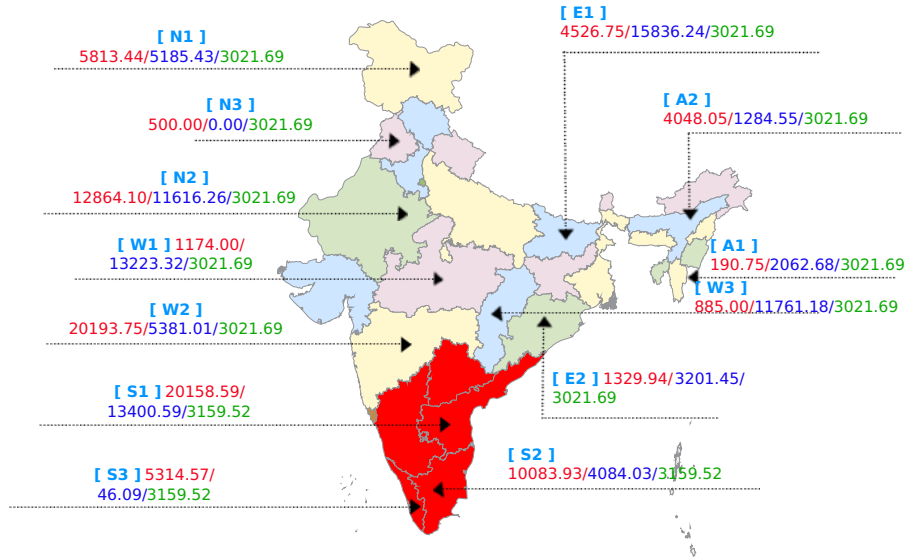 [ E1 ]
4526.75/15836.24/3021.69
[ N1 ]
5813.44/5185.43/3021.69
[ N3 ]
500.00/0.00/3021.69
[ A2 ]
4048.05/1284.55/3021.69
[ N2 ]
12864.10/11616.26/3021.69
[ W1 ] 1174.00/
13223.32/3021.69
[ A1 ]
190.75/2062.68/3021.69
[ W3 ]
885.00/11761.18/3021.69
[ W2 ]
20193.75/5381.01/3021.69
[ E2 ] 1329.94/3201.45/
3021.69
[ S1 ] 20158.59/
13400.59/3159.52
[ S2 ]
10083.93/4084.03/3159.52
[ S3 ] 5314.57/
46.09/3159.52